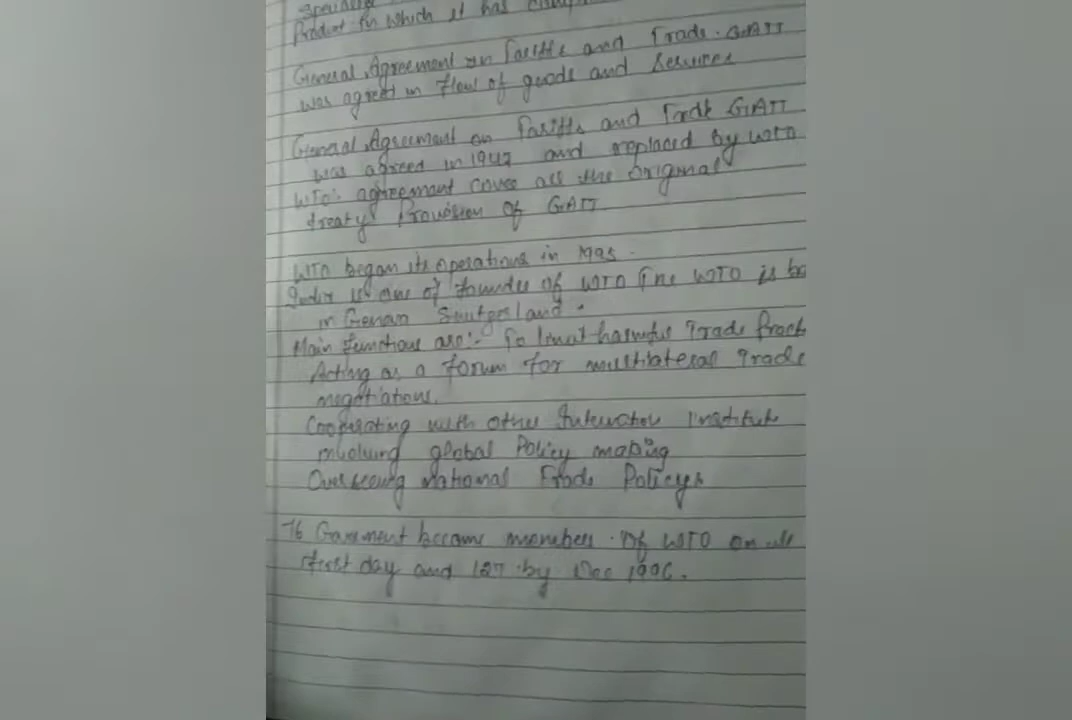 Product for which it has
General Agreement on Tariffs and Trade. GATT
was agreed in flow of goods and services
General Agreement on Tariffs and Trade GATT
was agreed in 1947 and replaced by WTO
WTO: agreement cover all the original
treaty Provision of GATT
WTO began its operations in 1995.
India is one of founder of WTO The WTO is ba
in Switzerland.
Main functions are:- To limit harmful Trade Pract
Acting as a forum for multilateral Trade
negotiations.
Cooperating with other Institute
involving global Policy making
Overseeing National Trade Policys
76 became members. Of WTO on
first day and 127 by Dec 1996.